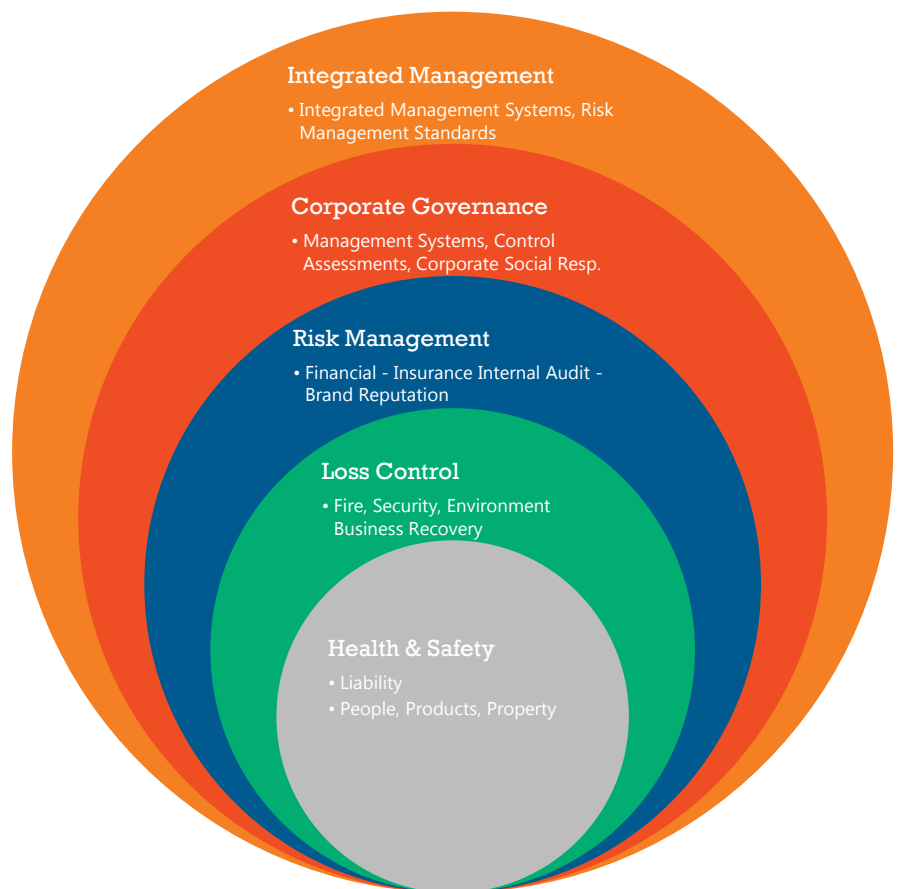 Integrated Management
• Integrated Management Systems, Risk
Management Standards
Corporate Governance
• Management Systems, Control
Assessments, Corporate Social Resp.
Risk Management
• Financial - Insurance Internal Audit -
Brand Reputation
Loss Control
• Fire, Security, Environment
Business Recovery
Health & Safety
• Liability
• People, Products, Property